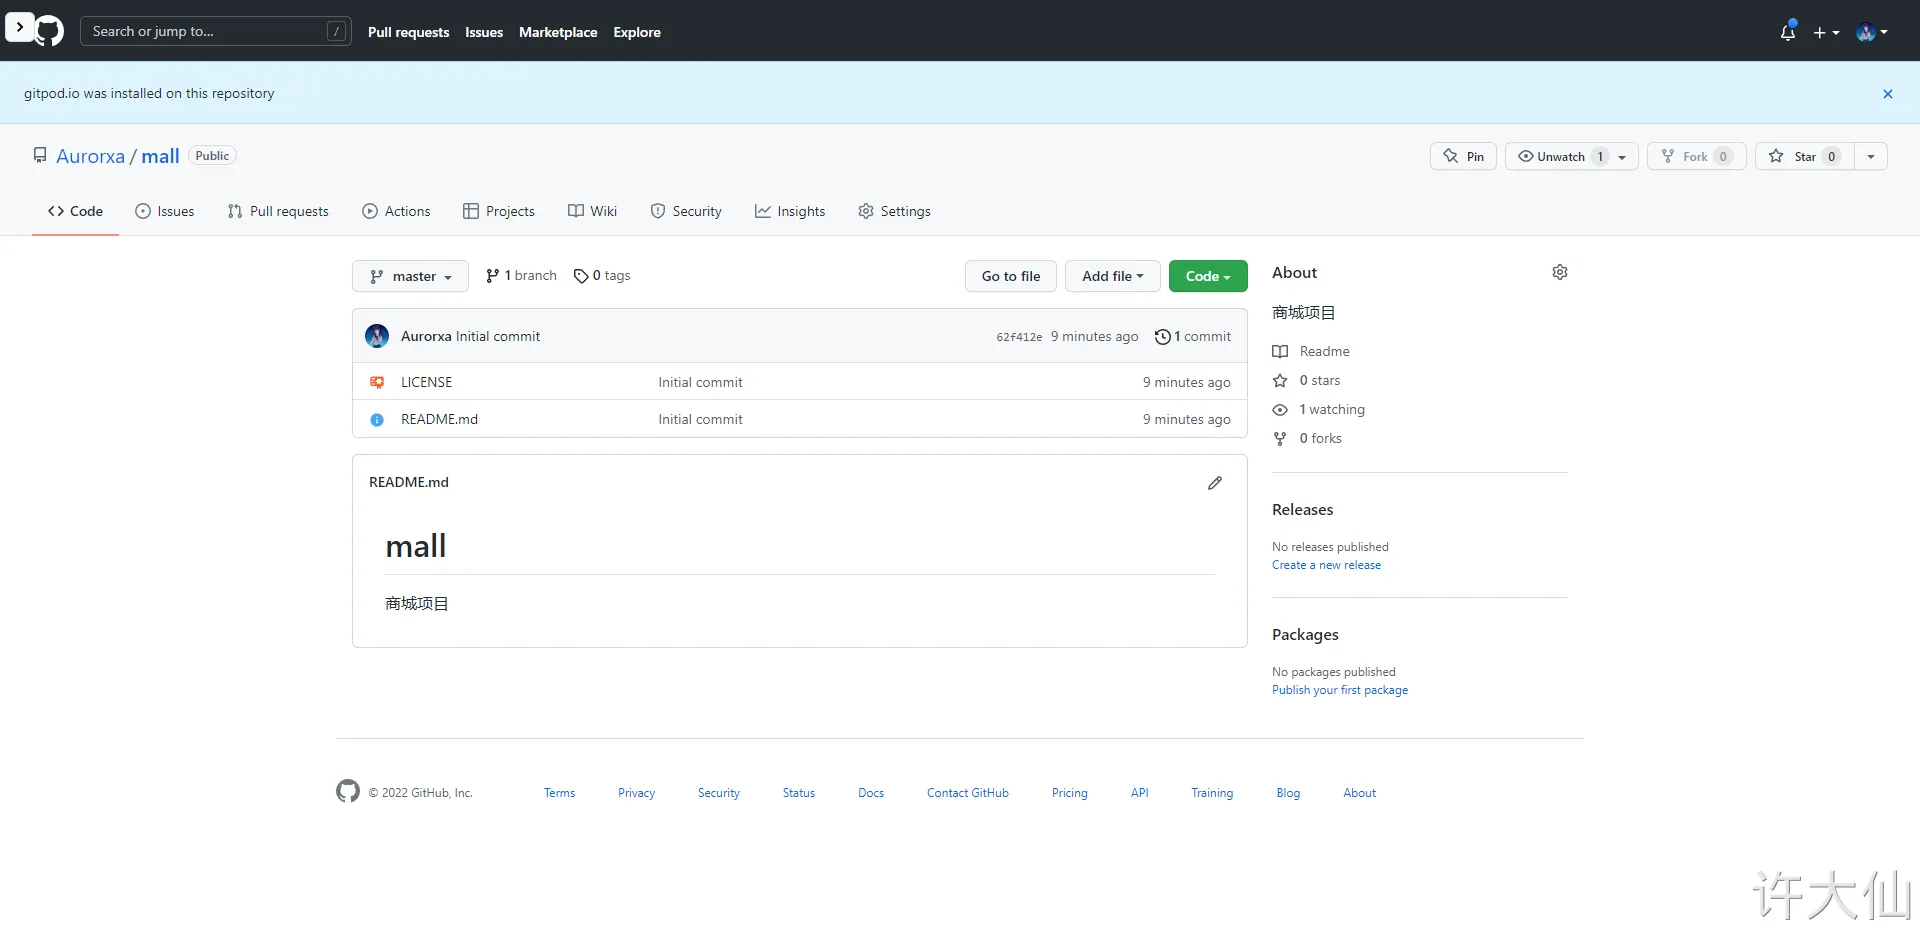 Search or jump to... /
Pull requests Issues Marketplace Explore
gitpod.io was installed on this repository
Aurorxa / mall Public
Pin Unwatch 1 Fork 0 Star 0
Code Issues Pull requests Actions Projects Wiki Security Insights Settings
master 1 branch 0 tags Go to file Add file Code
Aurorxa Initial commit 62f412e 9 minutes ago 1 commit
LICENSE Initial commit 9 minutes ago
README.md Initial commit 9 minutes ago
README.md
mall
商城项目
About
商城项目
Readme
0 stars
1 watching
0 forks
Releases
No releases published
Create a new release
Packages
No packages published
Publish your first package
© 2022 GitHub, Inc. Terms Privacy Security Status Docs Contact GitHub Pricing API Training Blog About
许大仙